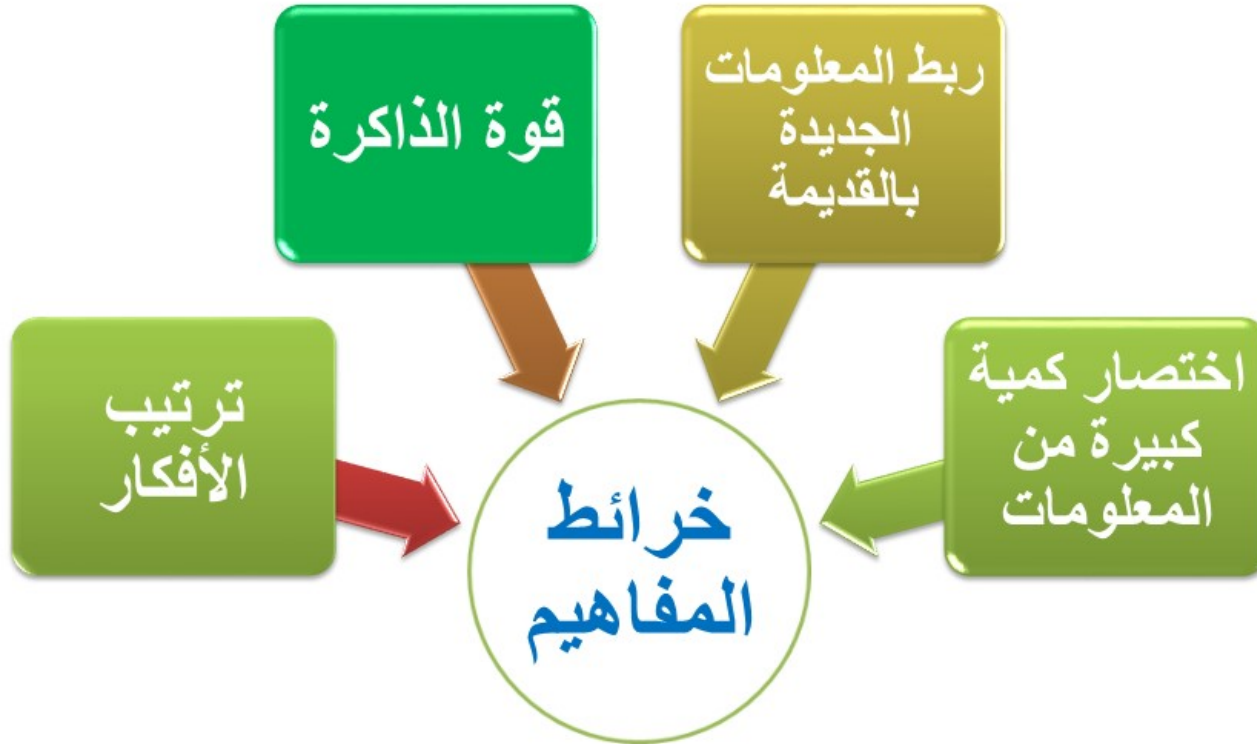 ربط المعلومات
الجديدة
بالقديمة
قوة الذاكرة
اختصار كمية
كبيرة من
المعلومات
ترتيب
الأفكار
خرائط
المفاهيم